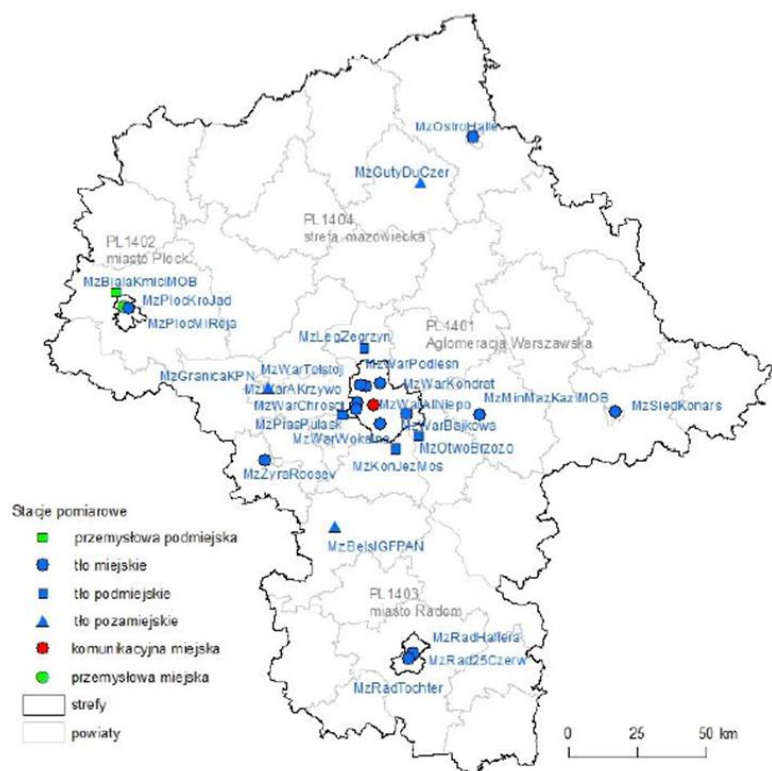 MzOstroHalle
MzGutyDuCzer
PL1404
strefa mazowiecka
PL1402
miasto Płock
MzBialaKmiciMOB
MzPlocKroJad
MzPlocMiReja
MzLegZegrzyn
PL1401
Aglomeracja Warszawska
MzWarTolstoj
MzWarPodlesn
MzGranicaKPN
MzWarAKrzywo
MzWarKondrat
MzMinMazKaziMOB
MzWarChrosci
MzWarAlNiepo
MzSiedKonars
MzPiasPulask
MzWarBajkowa
MzWarWokalna
MzOtwoBrzozo
MzKonJezMos
MzZyraRoosev
Stacje pomiarowe
przemysłowa podmiejska
tło miejskie
tło podmiejskie
tło pozamiejskie
komunikacyjna miejska
przemysłowa miejska
strefy
powiaty
MzBelsIGFPAN
PL1403
miasto Radom
MzRadHallera
MzRad25Czerw
MzRadTochter
0 25 50 km